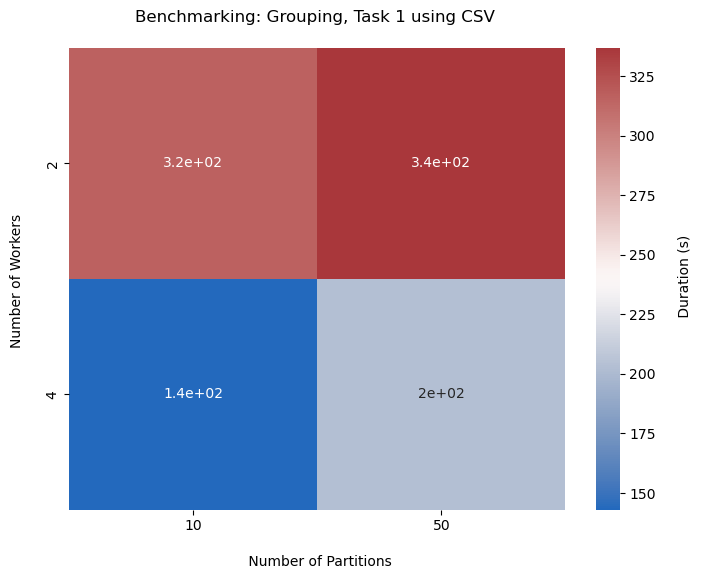 Benchmarking: Grouping, Task 1 using CSV
Number of Workers
2
4
3.2e+02
3.4e+02
1.4e+02
2e+02
10
50
Number of Partitions
325
300
275
250
225
200
175
150
Duration (s)